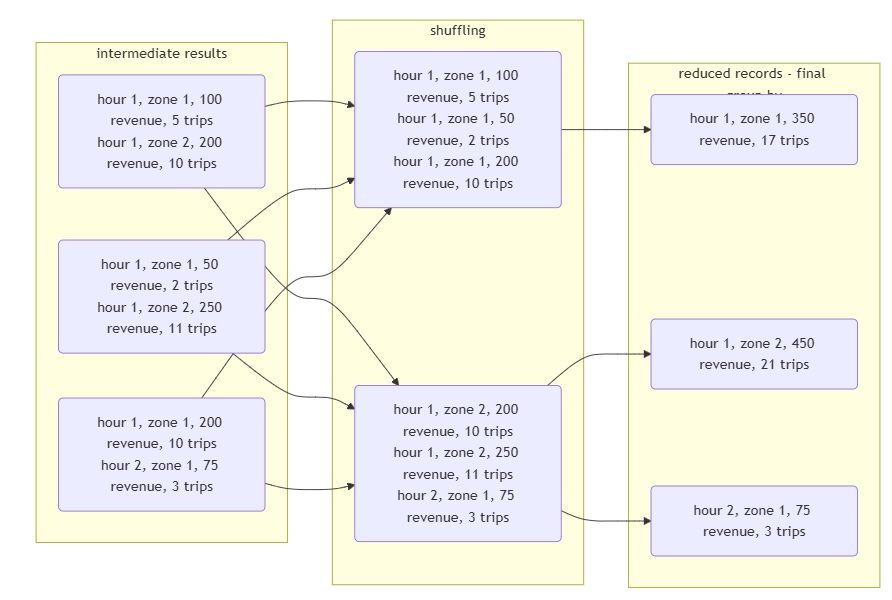 intermediate results
hour 1, zone 1, 100
revenue, 5 trips
hour 1, zone 2, 200
revenue, 10 trips
hour 1, zone 1, 50
revenue, 2 trips
hour 1, zone 2, 250
revenue, 11 trips
hour 1, zone 1, 200
revenue, 10 trips
hour 2, zone 1, 75
revenue, 3 trips
shuffling
hour 1, zone 1, 100
revenue, 5 trips
hour 1, zone 1, 50
revenue, 2 trips
hour 1, zone 1, 200
revenue, 10 trips
hour 1, zone 2, 200
revenue, 10 trips
hour 1, zone 2, 250
revenue, 11 trips
hour 2, zone 1, 75
revenue, 3 trips
reduced records - final
group by
hour 1, zone 1, 350
revenue, 17 trips
hour 1, zone 2, 450
revenue, 21 trips
hour 2, zone 1, 75
revenue, 3 trips